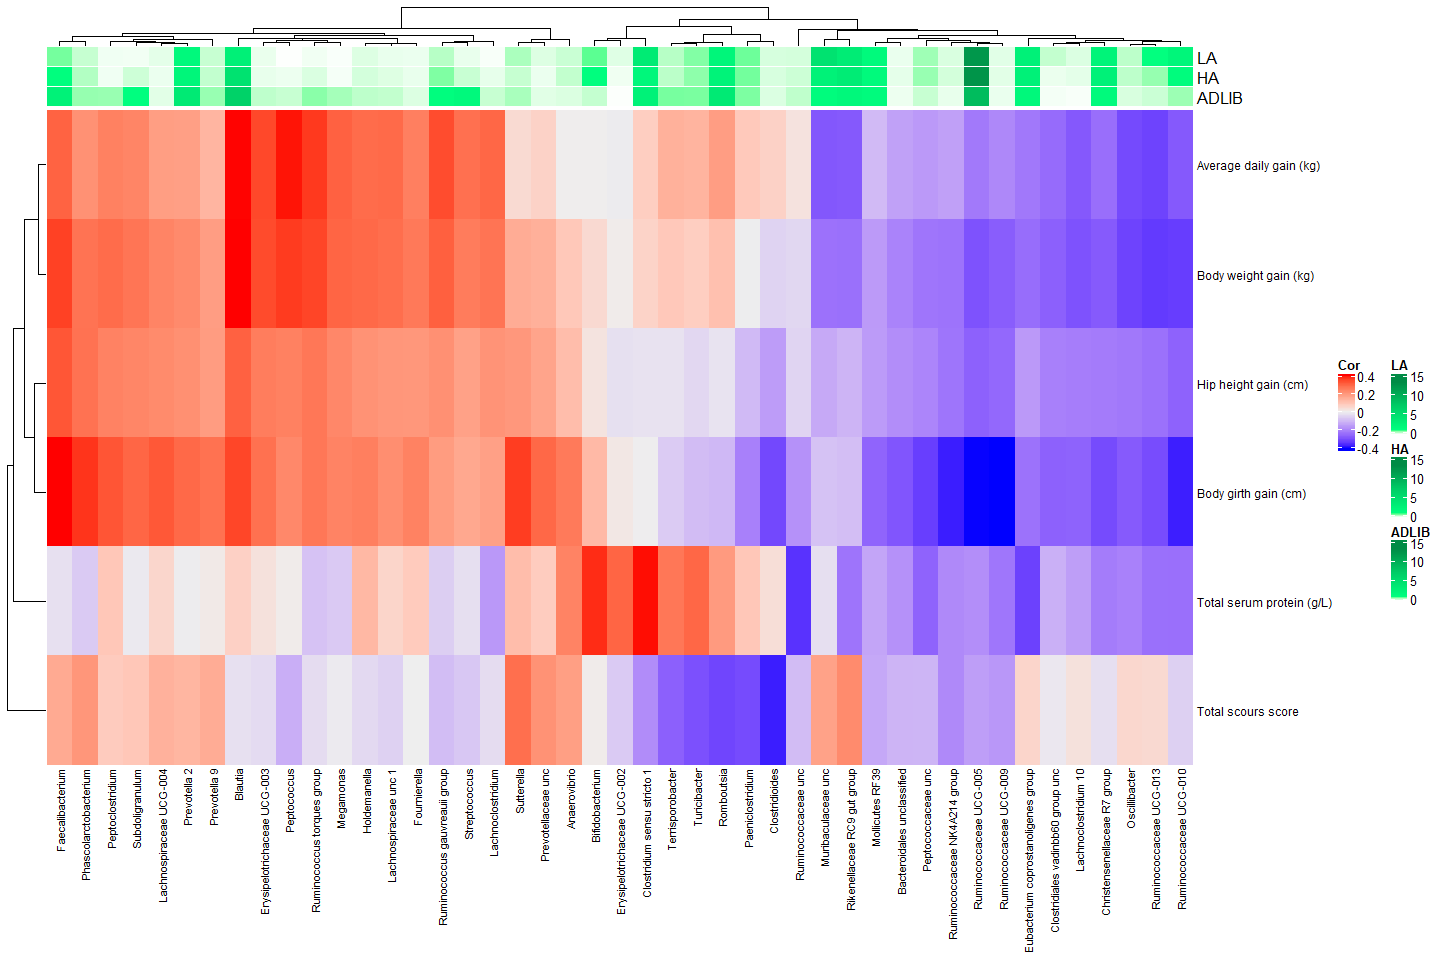 LA
HA
ADLIB
Average daily gain (kg)
Body weight gain (kg)
Hip height gain (cm)
Body girth gain (cm)
Total serum protein (g/L)
Total scours score
Cor
0.4
0.2
0
-0.2
-0.4
LA
15
10
5
0
HA
15
10
5
0
ADLIB
15
10
5
0
Faecalibacterium
Phascolarctobacterium
Peptoclostridium
Subdoligranulum
Lachnospiraceae UCG-004
Prevotella 2
Prevotella 9
Blautia
Erysipelotrichaceae UCG-003
Peptococcus
Ruminococcus torques group
Megamonas
Holdemanella
Lachnospiraceae unc 1
Fournierella
Ruminococcus gauvreauii group
Streptococcus
Lachnoclostridium
Sutterella
Prevotellaceae unc
Anaerovibrio
Bifidobacterium
Erysipelotrichaceae UCG-002
Clostridium sensu stricto 1
Terrisporobacter
Turicibacter
Romboutsia
Paeniclostridium
Clostridioides
Ruminococcaceae unc
Muribaculaceae unc
Rikenellaceae RC9 gut group
Mollicutes RF39
Bacteroidales unclassified
Peptococcaceae unc
Ruminococcaceae NK4A214 group
Ruminococcaceae UCG-005
Ruminococcaceae UCG-009
Eubacterium coprostanoligenes group
Clostridiales vadinbb60 group unc
Lachnoclostridium 10
Christensenellaceae R7 group
Oscillibacter
Ruminococcaceae UCG-013
Ruminococcaceae UCG-010